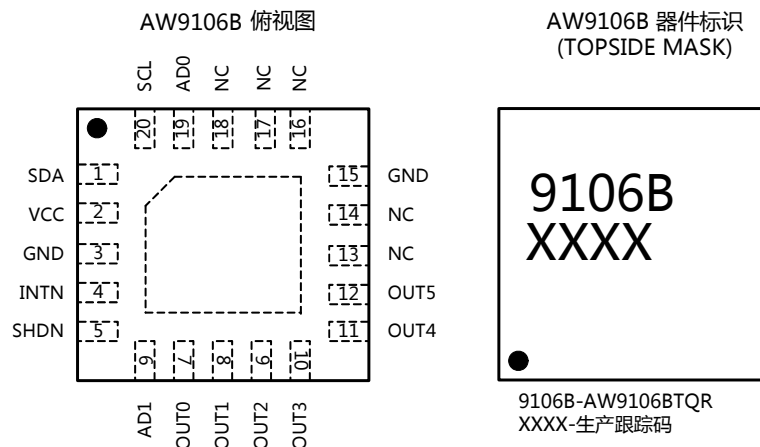 AW9106B 俯视图
SCL
AD0
NC
NC
NC
20
19
18
17
16
SDA
1
VCC
2
GND
3
INTN
4
SHDN
5
15
GND
14
NC
13
NC
12
OUT5
11
OUT4
6
7
8
9
10
AD1
OUT0
OUT1
OUT2
OUT3
AW9106B 器件标识
(TOPSIDE MASK)
9106B
XXXX
9106B-AW9106BTQR
XXXX-生产跟踪码